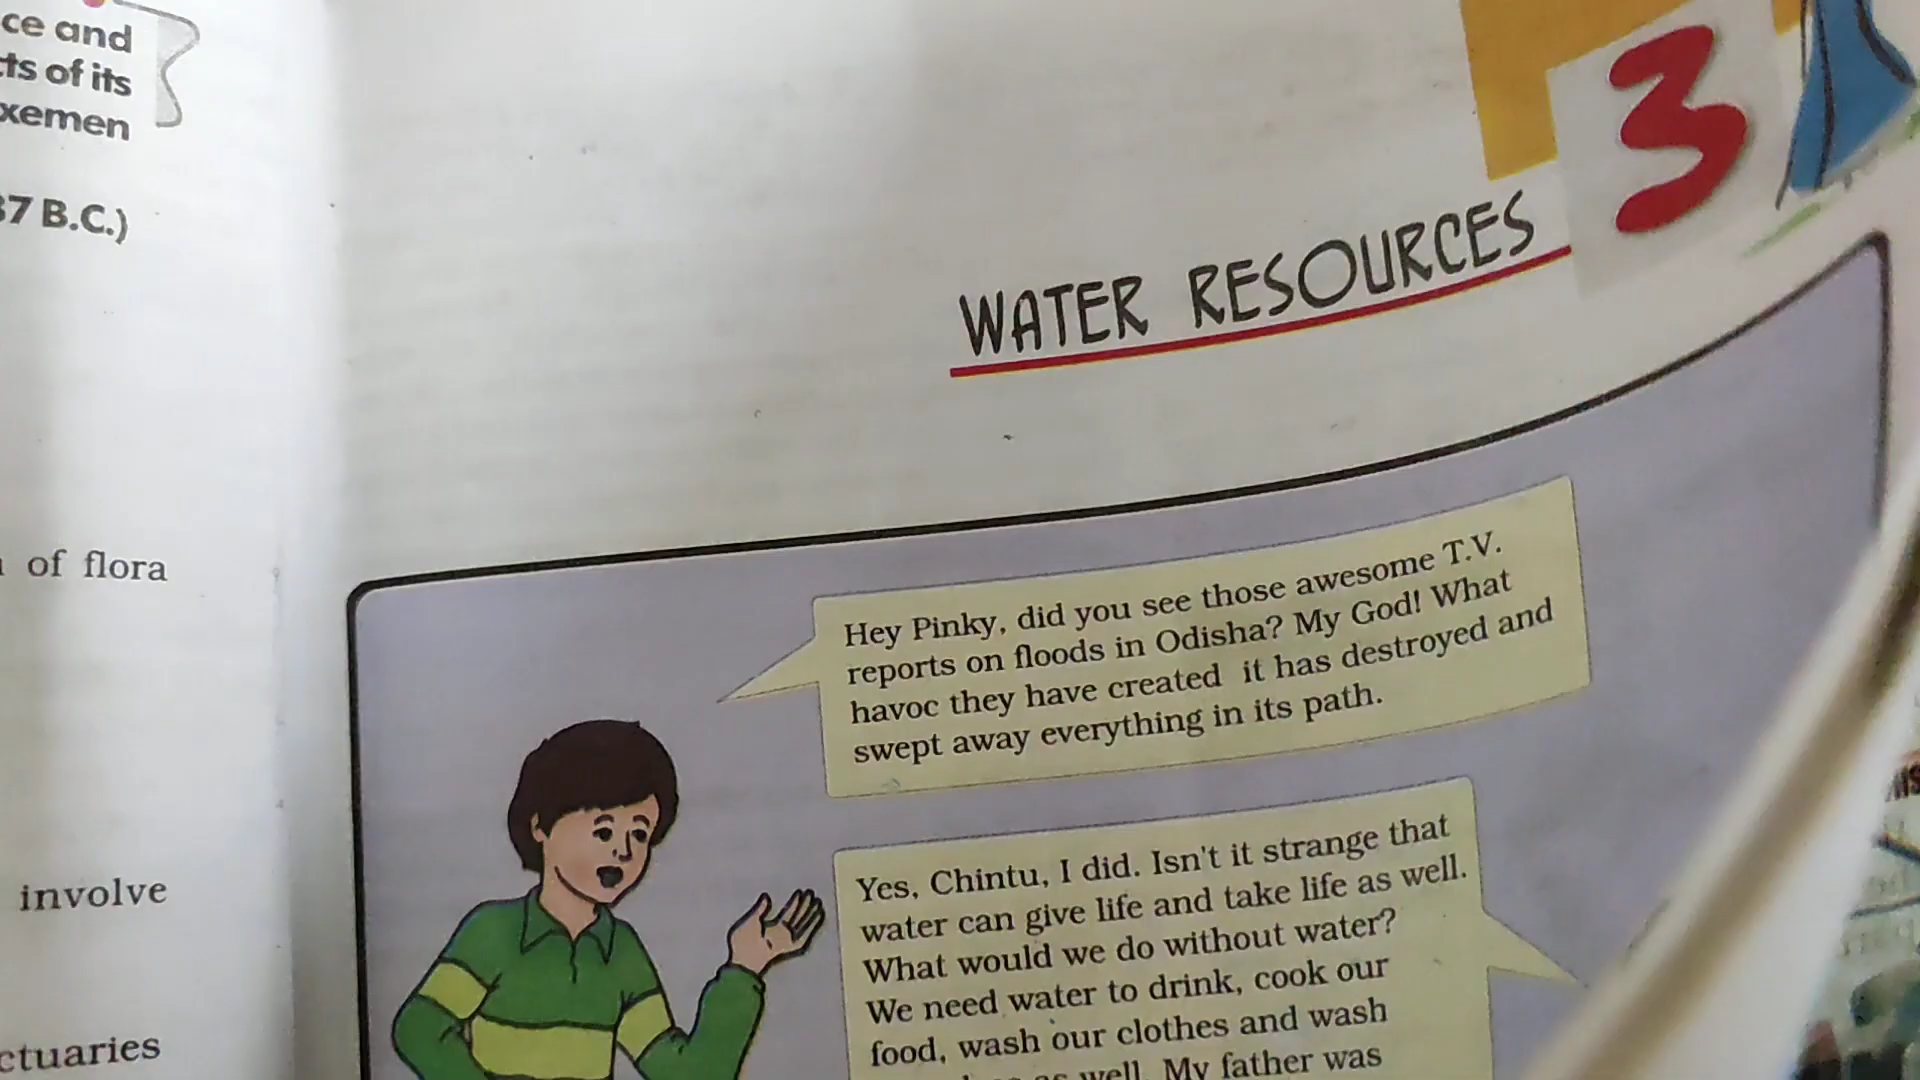 ce and
ts of its
xemen
37 B.C.)
of flora
involve
ctuaries
3
WATER RESOURCES
Hey Pinky, did you see those awesome T.V.
reports on floods in Odisha? My God! What
havoc they have created it has destroyed and
swept away everything in its path.
Yes, Chintu, I did. Isn't it strange that
water can give life and take life as well.
What would we do without water?
We need water to drink, cook our
food, wash our clothes and wash
as well. My father was